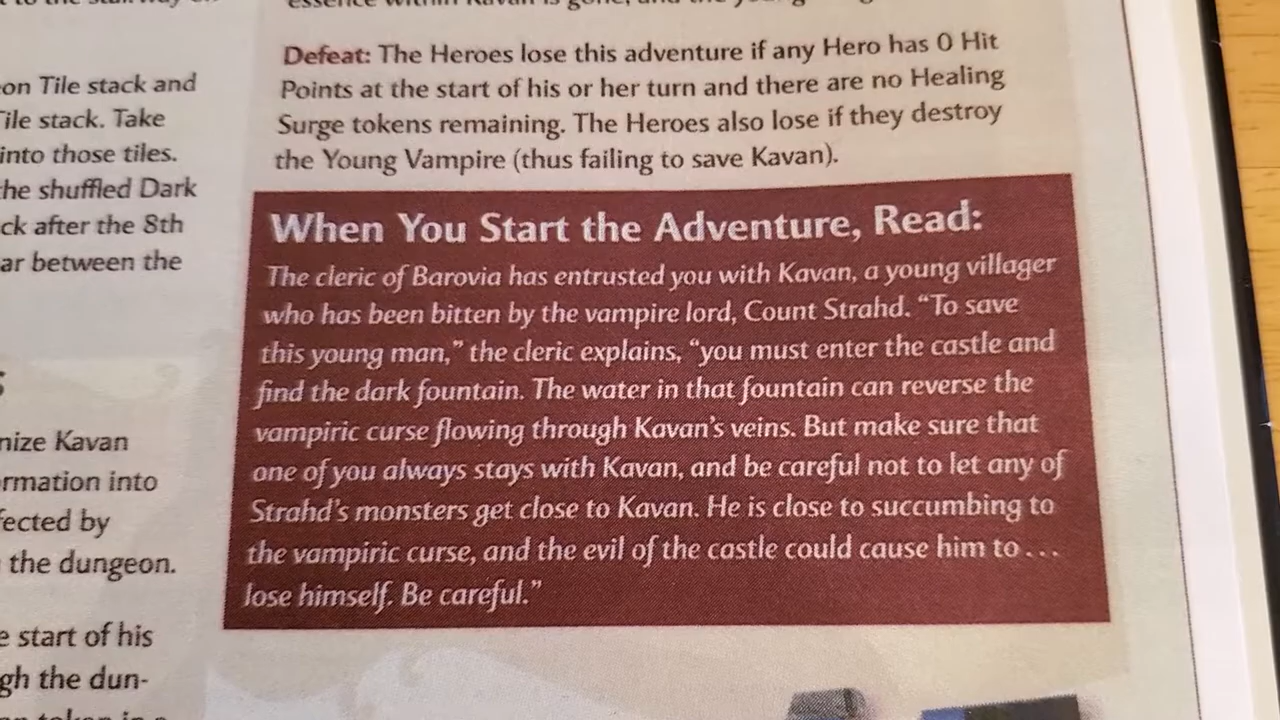 on Tile stack and
Tile stack. Take
into those tiles.
he shuffled Dark
ck after the 8th
ar between the
nize Kavan
rmation into
fected by
the dungeon.
e start of his
gh the dun-
Defeat: The Heroes lose this adventure if any Hero has 0 Hit
Points at the start of his or her turn and there are no Healing
Surge tokens remaining. The Heroes also lose if they destroy
the Young Vampire (thus failing to save Kavan).
When You Start the Adventure, Read:
The cleric of Barovia has entrusted you with Kavan, a young villager
who has been bitten by the vampire lord, Count Strahd. “To save
this young man,” the cleric explains, “you must enter the castle and
find the dark fountain. The water in that fountain can reverse the
vampiric curse flowing through Kavan’s veins. But make sure that
one of you always stays with Kavan, and be careful not to let any of
Strahd’s monsters get close to Kavan. He is close to succumbing to
the vampiric curse, and the evil of the castle could cause him to . . .
lose himself. Be careful.”